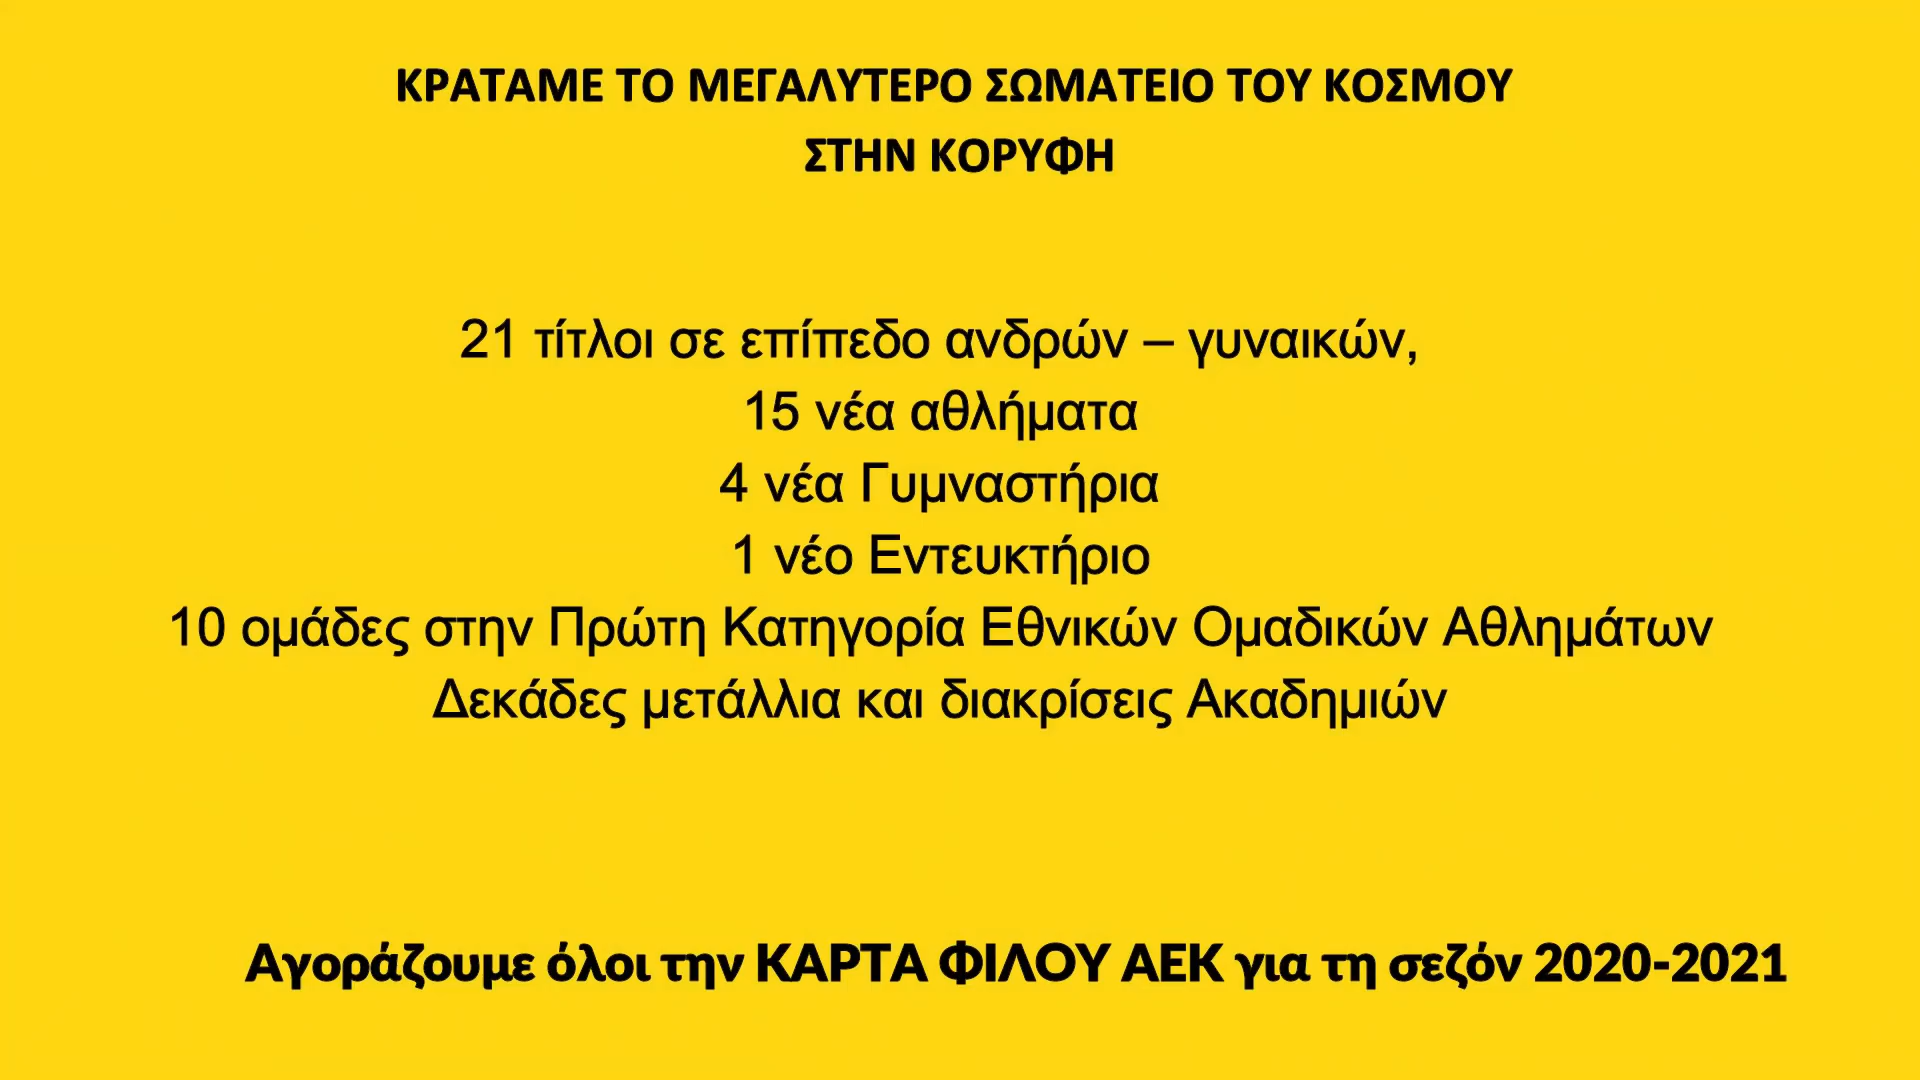 ΚΡΑΤΑΜΕ ΤΟ ΜΕΓΑΛΥΤΕΡΟ ΣΩΜΑΤΕΙΟ ΤΟΥ ΚΟΣΜΟΥ
ΣΤΗΝ ΚΟΡΥΦΗ
21 τίτλοι σε επίπεδο ανδρών – γυναικών,
15 νέα αθλήματα
4 νέα Γυμναστήρια
1 νέο Εντευκτήριο
10 ομάδες στην Πρώτη Κατηγορία Εθνικών Ομαδικών Αθλημάτων
Δεκάδες μετάλλια και διακρίσεις Ακαδημιών
Αγοράζουμε όλοι την ΚΑΡΤΑ ΦΙΛΟΥ ΑΕΚ για τη σεζόν 2020-2021